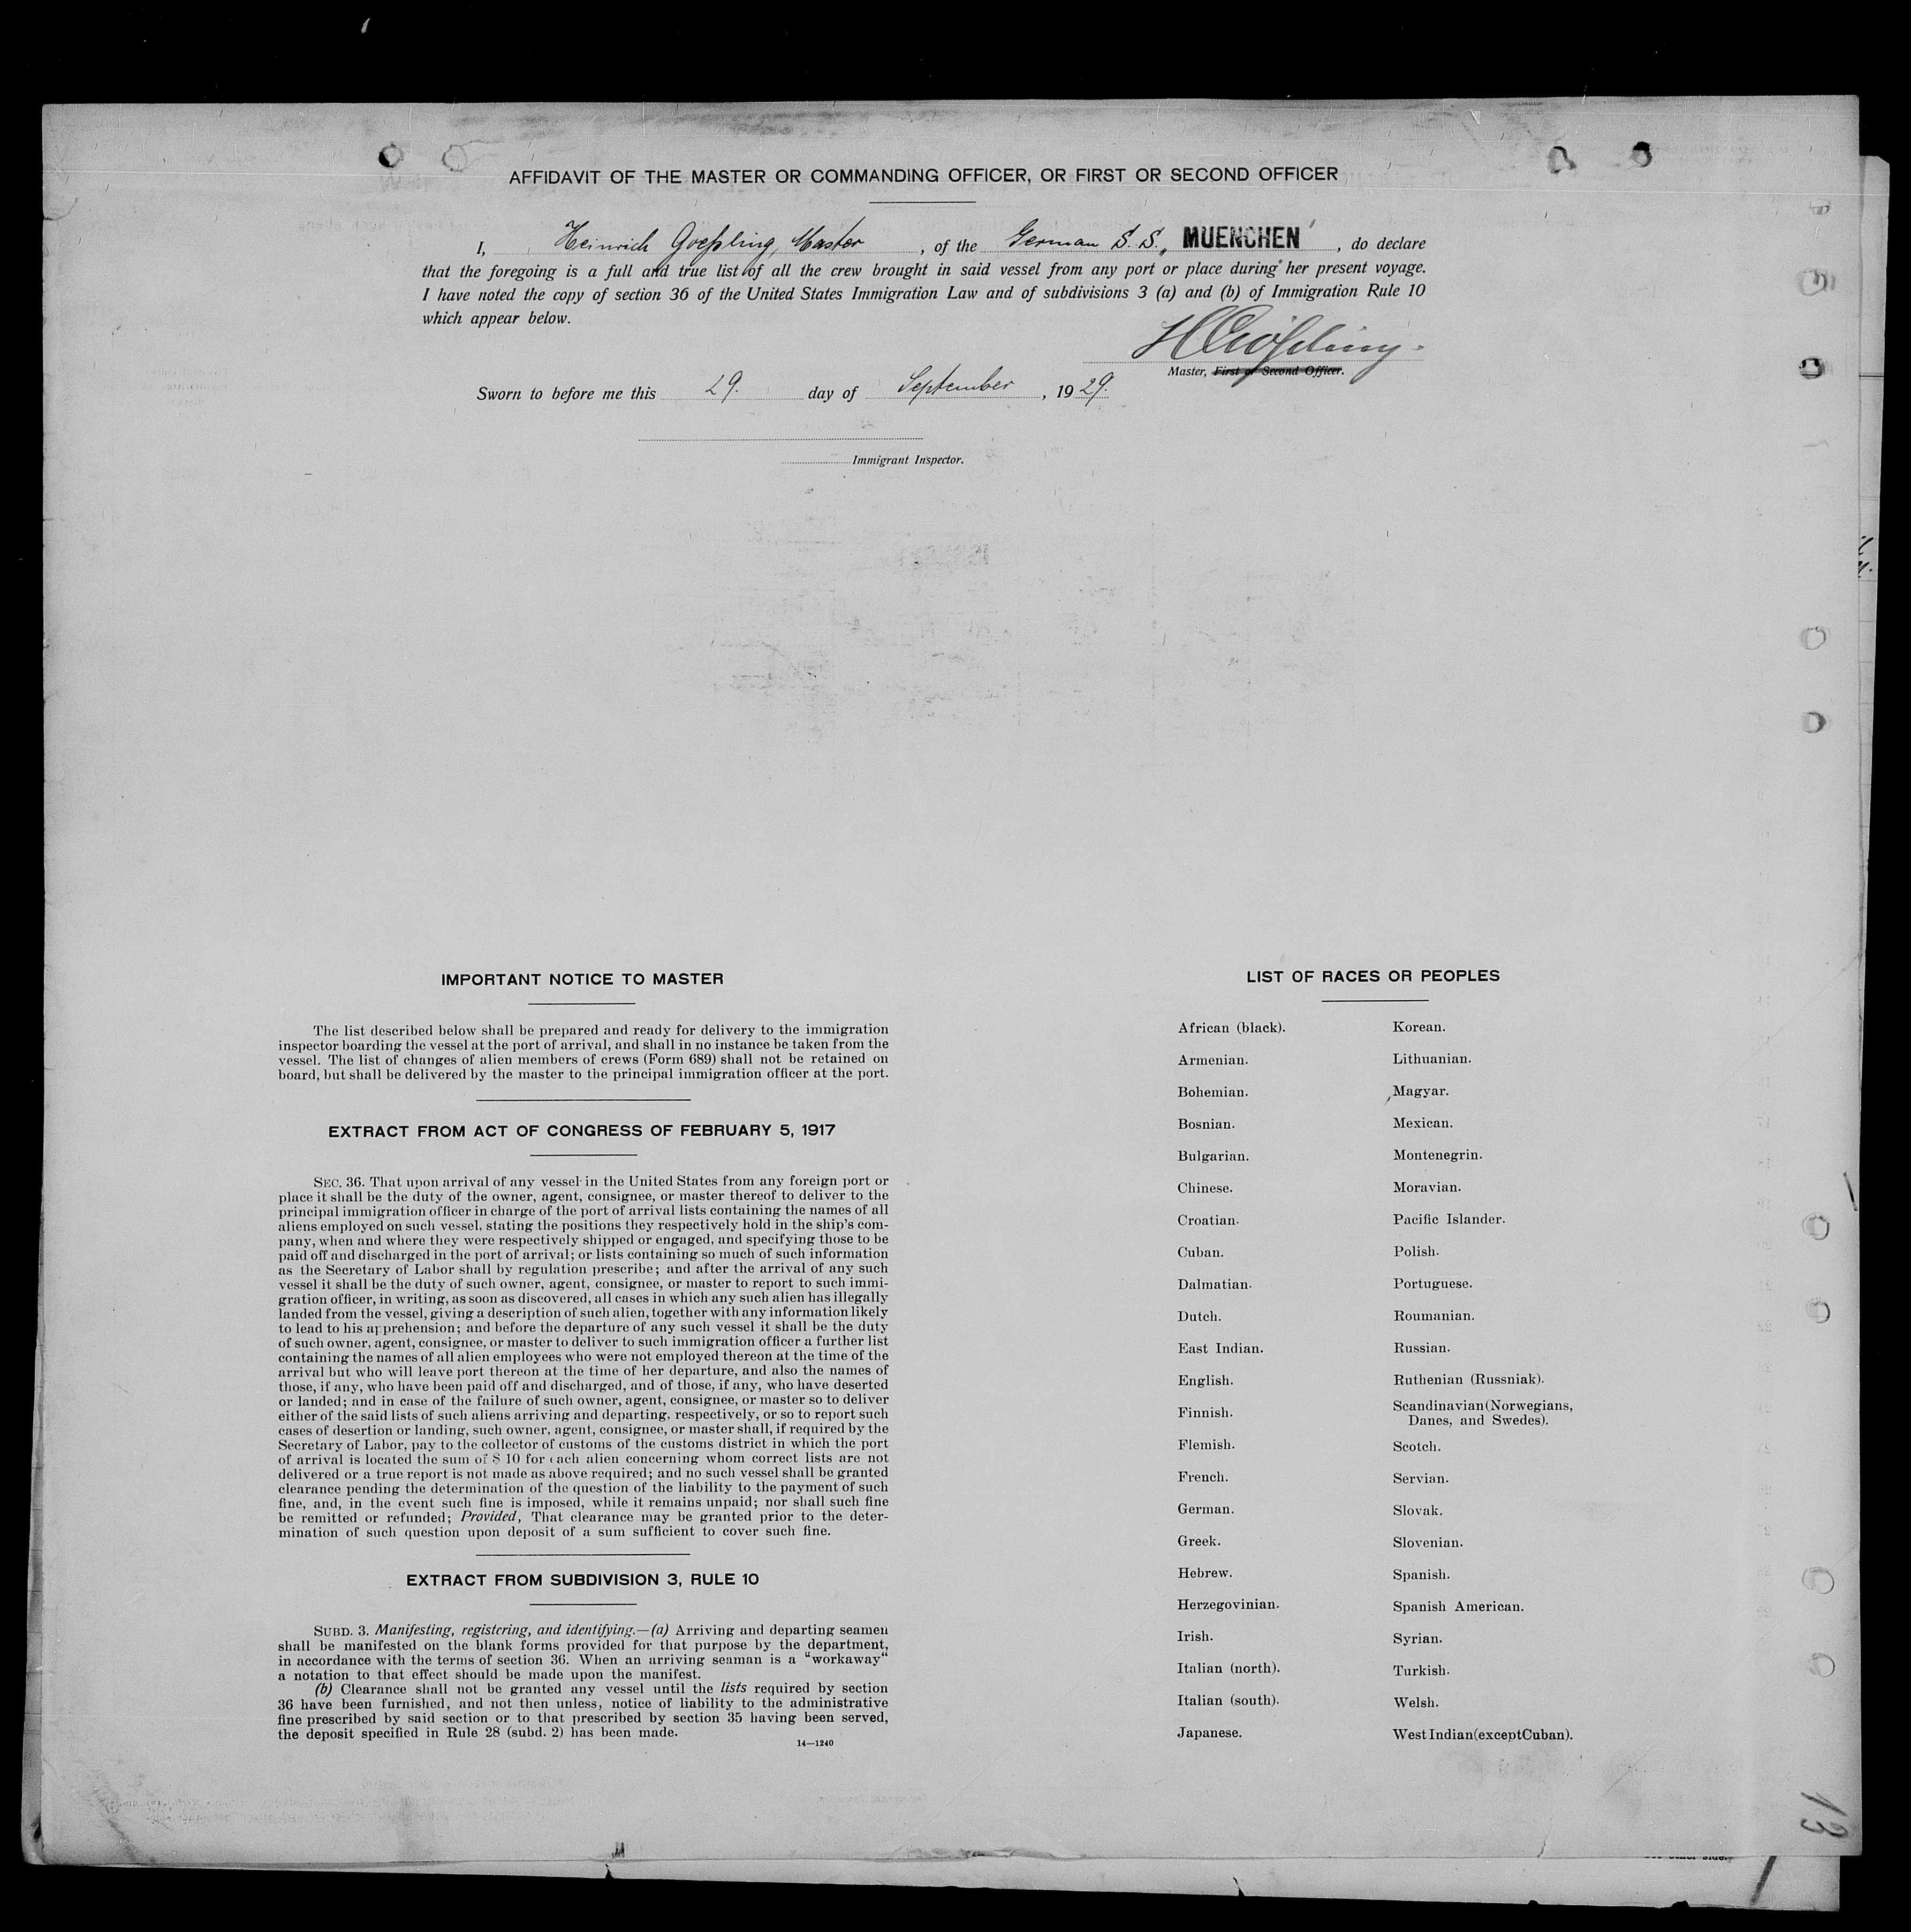 AFFIDAVIT OF THE MASTER OR COMMANDING OFFICER, OR FIRST OR SECOND OFFICER
I, Heinrich Goeßling, Master, of the German S.S. „MUENCHEN", do declare
that the foregoing is a full and true list of all the crew brought in said vessel from any port or place during her present voyage.
I have noted the copy of section 36 of the United States Immigration Law and of subdivisions 3 (a) and (b) of Immigration Rule 10
which appear below.
Master, First or Second Officer.
Sworn to before me this 29. day of September, 1929.
Immigrant Inspector.
IMPORTANT NOTICE TO MASTER
The list described below shall be prepared and ready for delivery to the immigration
inspector boarding the vessel at the port of arrival, and shall in no instance be taken from the
vessel. The list of changes of alien members of crews (Form 689) shall not be retained on
board, but shall be delivered by the master to the principal immigration officer at the port.
EXTRACT FROM ACT OF CONGRESS OF FEBRUARY 5, 1917
SEC. 36. That upon arrival of any vessel in the United States from any foreign port or
place it shall be the duty of the owner, agent, consignee, or master thereof to deliver to the
principal immigration officer in charge of the port of arrival lists containing the names of all
aliens employed on such vessel, stating the positions they respectively hold in the ship's com-
pany, when and where they were respectively shipped or engaged, and specifying those to be
paid off and discharged in the port of arrival; or lists containing so much of such information
as the Secretary of Labor shall by regulation prescribe; and after the arrival of any such
vessel it shall be the duty of such owner, agent, consignee, or master to report to such immi-
gration officer, in writing, as soon as discovered, all cases in which any such alien has illegally
landed from the vessel, giving a description of such alien, together with any information likely
to lead to his apprehension; and before the departure of any such vessel it shall be the duty
of such owner, agent, consignee, or master to deliver to such immigration officer a further list
containing the names of all alien employees who were not employed thereon at the time of the
arrival but who will leave port thereon at the time of her departure, and also the names of
those, if any, who have been paid off and discharged, and of those, if any, who have deserted
or landed; and in case of the failure of such owner, agent, consignee, or master so to deliver
either of the said lists of such aliens arriving and departing, respectively, or so to report such
cases of desertion or landing, such owner, agent, consignee, or master shall, if required by the
Secretary of Labor, pay to the collector of customs of the customs district in which the port
of arrival is located the sum of $ 10 for each alien concerning whom correct lists are not
delivered or a true report is not made as above required; and no such vessel shall be granted
clearance pending the determination of the question of the liability to the payment of such
fine, and, in the event such fine is imposed, while it remains unpaid; nor shall such fine
be remitted or refunded; Provided, That clearance may be granted prior to the deter-
mination of such question upon deposit of a sum sufficient to cover such fine.
EXTRACT FROM SUBDIVISION 3, RULE 10
SUBD. 3. Manifesting, registering, and identifying.—(a) Arriving and departing seamen
shall be manifested on the blank forms provided for that purpose by the department,
in accordance with the terms of section 36. When an arriving seaman is a "workaway"
a notation to that effect should be made upon the manifest.
(b) Clearance shall not be granted any vessel until the lists required by section
36 have been furnished, and not then unless, notice of liability to the administrative
fine prescribed by said section or to that prescribed by section 35 having been served,
the deposit specified in Rule 28 (subd. 2) has been made.
14—1240
LIST OF RACES OR PEOPLES
African (black).
Armenian.
Bohemian.
Bosnian.
Bulgarian.
Chinese.
Croatian.
Cuban.
Dalmatian.
Dutch.
East Indian.
English.
Finnish.
Flemish.
French.
German.
Greek.
Hebrew.
Herzegovinian.
Irish.
Italian (north).
Italian (south).
Japanese.
Korean.
Lithuanian.
Magyar.
Mexican.
Montenegrin.
Moravian.
Pacific Islander.
Polish.
Portuguese.
Roumanian.
Russian.
Ruthenian (Russniak).
Scandinavian (Norwegians,
Danes, and Swedes).
Scotch.
Servian.
Slovak.
Slovenian.
Spanish.
Spanish American.
Syrian.
Turkish.
Welsh.
West Indian (except Cuban).
13